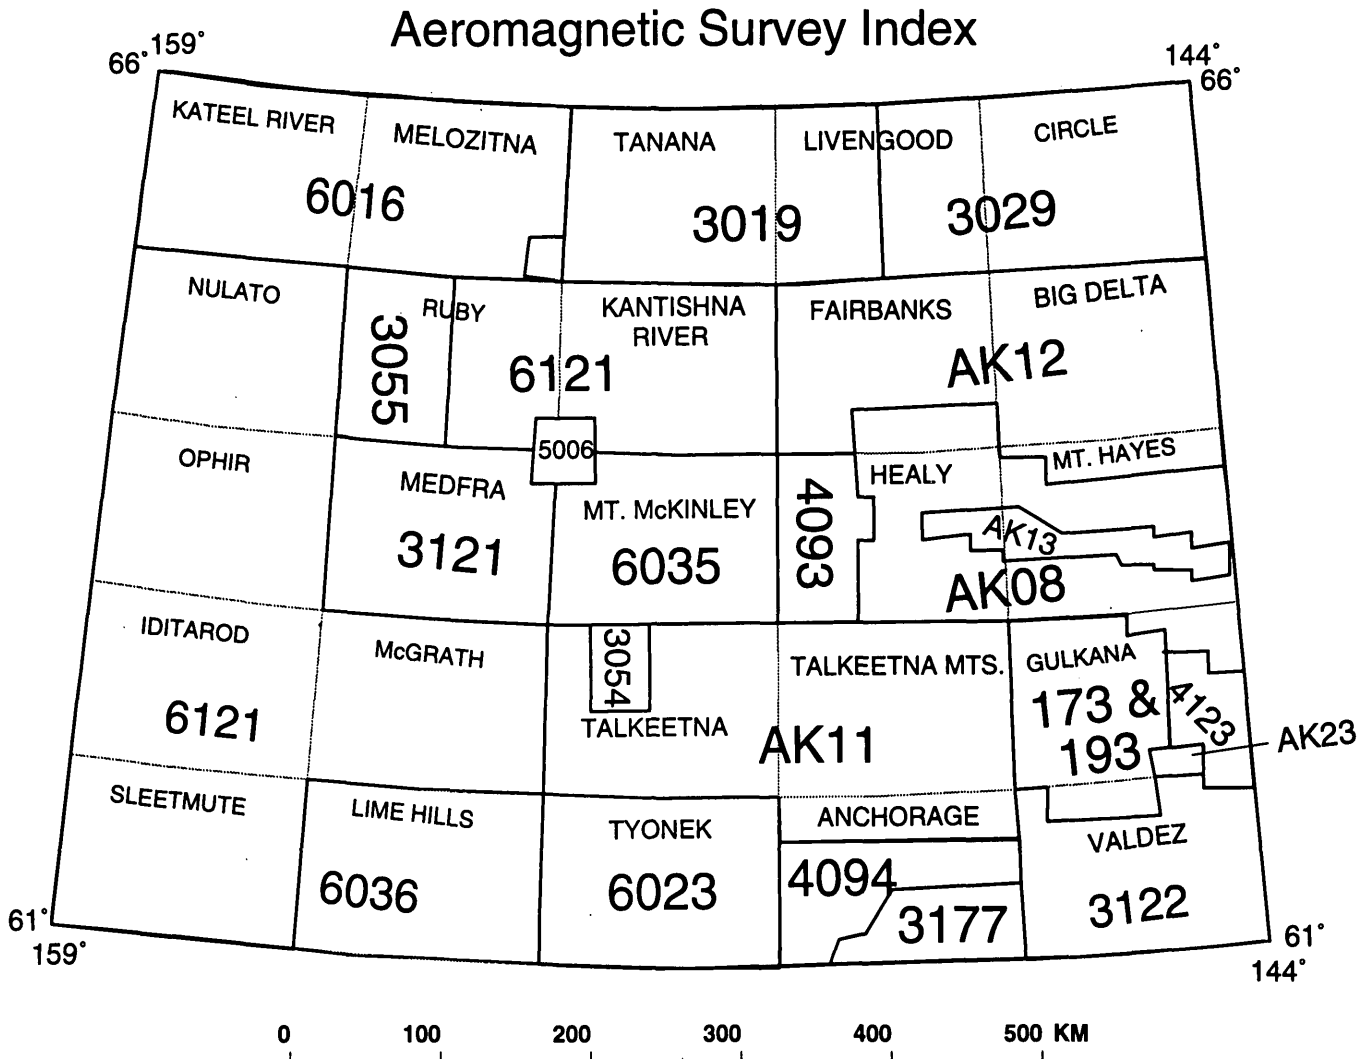 Aeromagnetic Survey Index
66° 159°
144°
66°
KATEEL RIVER
MELOZITNA
TANANA
LIVENGOOD
CIRCLE
6016
3019
3029
NULATO
RUBY
KANTISHNA
RIVER
FAIRBANKS
BIG DELTA
3055
6121
AK12
5006
OPHIR
MEDFRA
MT. McKINLEY
HEALY
MT. HAYES
3121
6035
4093
AK13
AK08
IDITAROD
McGRATH
3054
TALKEETNA
TALKEETNA MTS.
GULKANA
6121
AK11
173 &
193
4123
AK23
SLEETMUTE
LIME HILLS
TYONEK
ANCHORAGE
VALDEZ
6036
6023
4094
3177
3122
61°
159°
61°
144°
0 100 200 300 400 500 KM